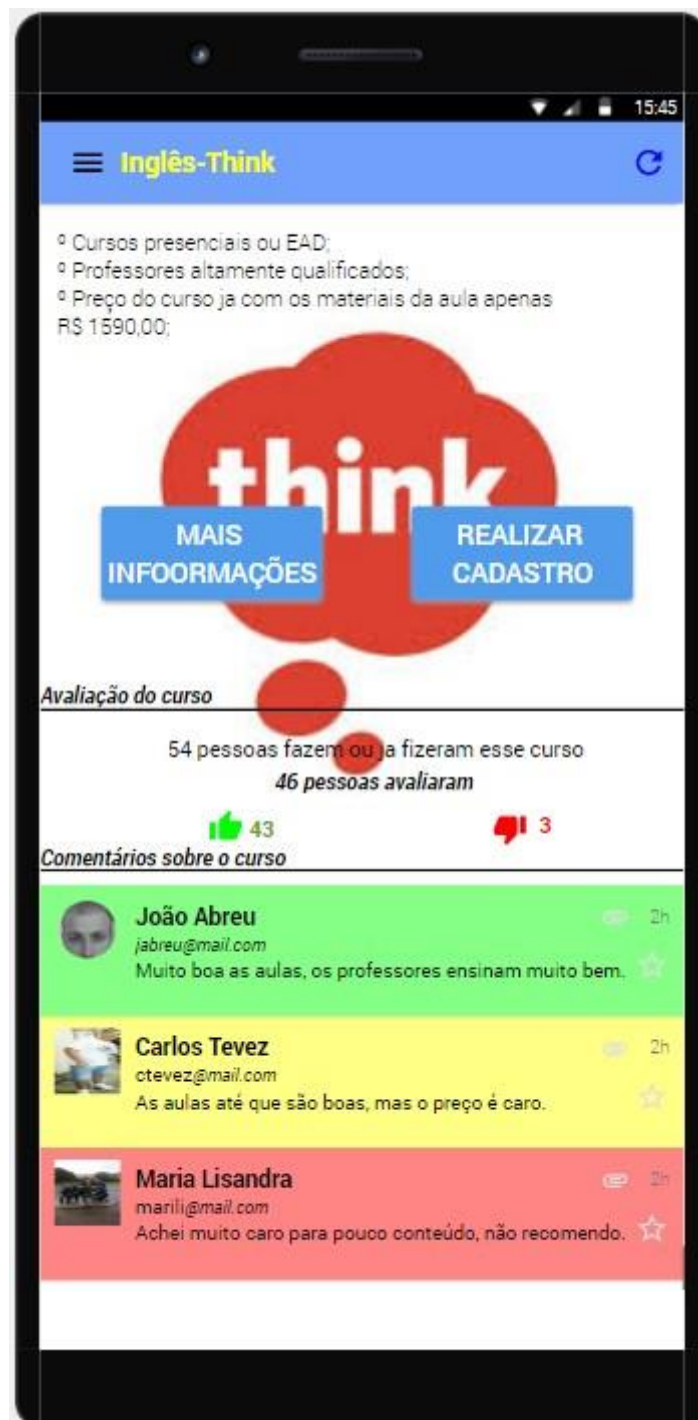 15:45
Inglês-Think
º Cursos presenciais ou EAD;
º Professores altamente qualificados;
º Preço do curso ja com os materiais da aula apenas
R$ 1590,00;
think
MAIS
INFOORMAÇÕES
REALIZAR
CADASTRO
Avaliação do curso
54 pessoas fazem ou ja fizeram esse curso
46 pessoas avaliaram
43
3
Comentários sobre o curso
João Abreu
2h
jabreu@mail.com
Muito boa as aulas, os professores ensinam muito bem.
Carlos Tevez
2h
ctevez@mail.com
As aulas até que são boas, mas o preço é caro.
Maria Lisandra
2h
marili@mail.com
Achei muito caro para pouco conteúdo, não recomendo.